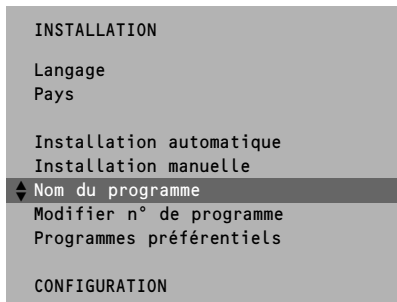 INSTALLATION
Langage
Pays
Installation automatique
Installation manuelle
Nom du programme
Modifier n° de programme
Programmes préférentiels
CONFIGURATION